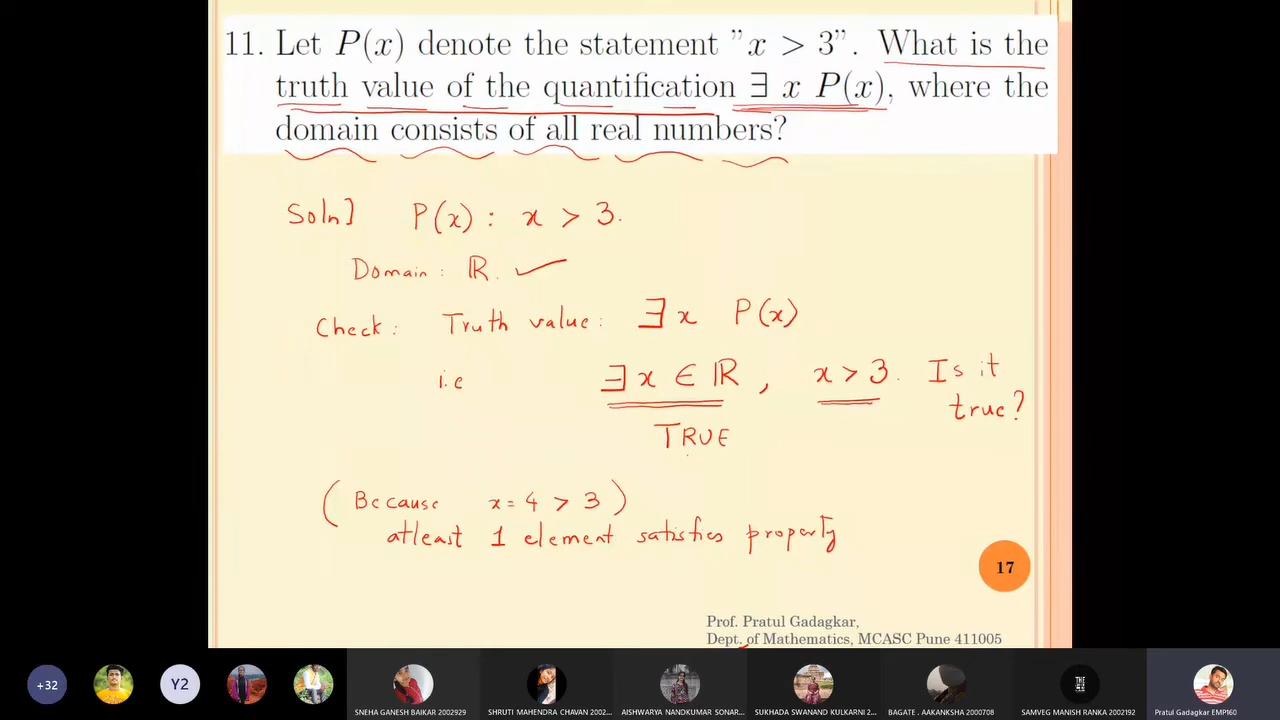 11. Let P(x) denote the statement "x > 3". What is the
truth value of the quantification ∃ x P(x), where the
domain consists of all real numbers?
Soln] P(x) : x > 3.
Domain : ℝ. ✓
Check : Truth value : ∃ x P(x)
i.e ∃ x ∈ ℝ , x > 3. Is it
true?
TRUE
( Because x = 4 > 3 )
atleast 1 element satisfies property
17
Prof. Pratul Gadagkar,
Dept. of Mathematics, MCASC Pune 411005
+32
Y2
SNEHA GANESH BAIKAR 2002929
SHRUTI MAHENDRA CHAVAN 2002...
AISHWARYA NANDKUMAR SONAR...
SUKHADA SWANAND KULKARNI 2...
BAGATE . AAKANKSHA 2000708
SAMVEG MANISH RANKA 2002192
Pratul Gadagkar EMP160